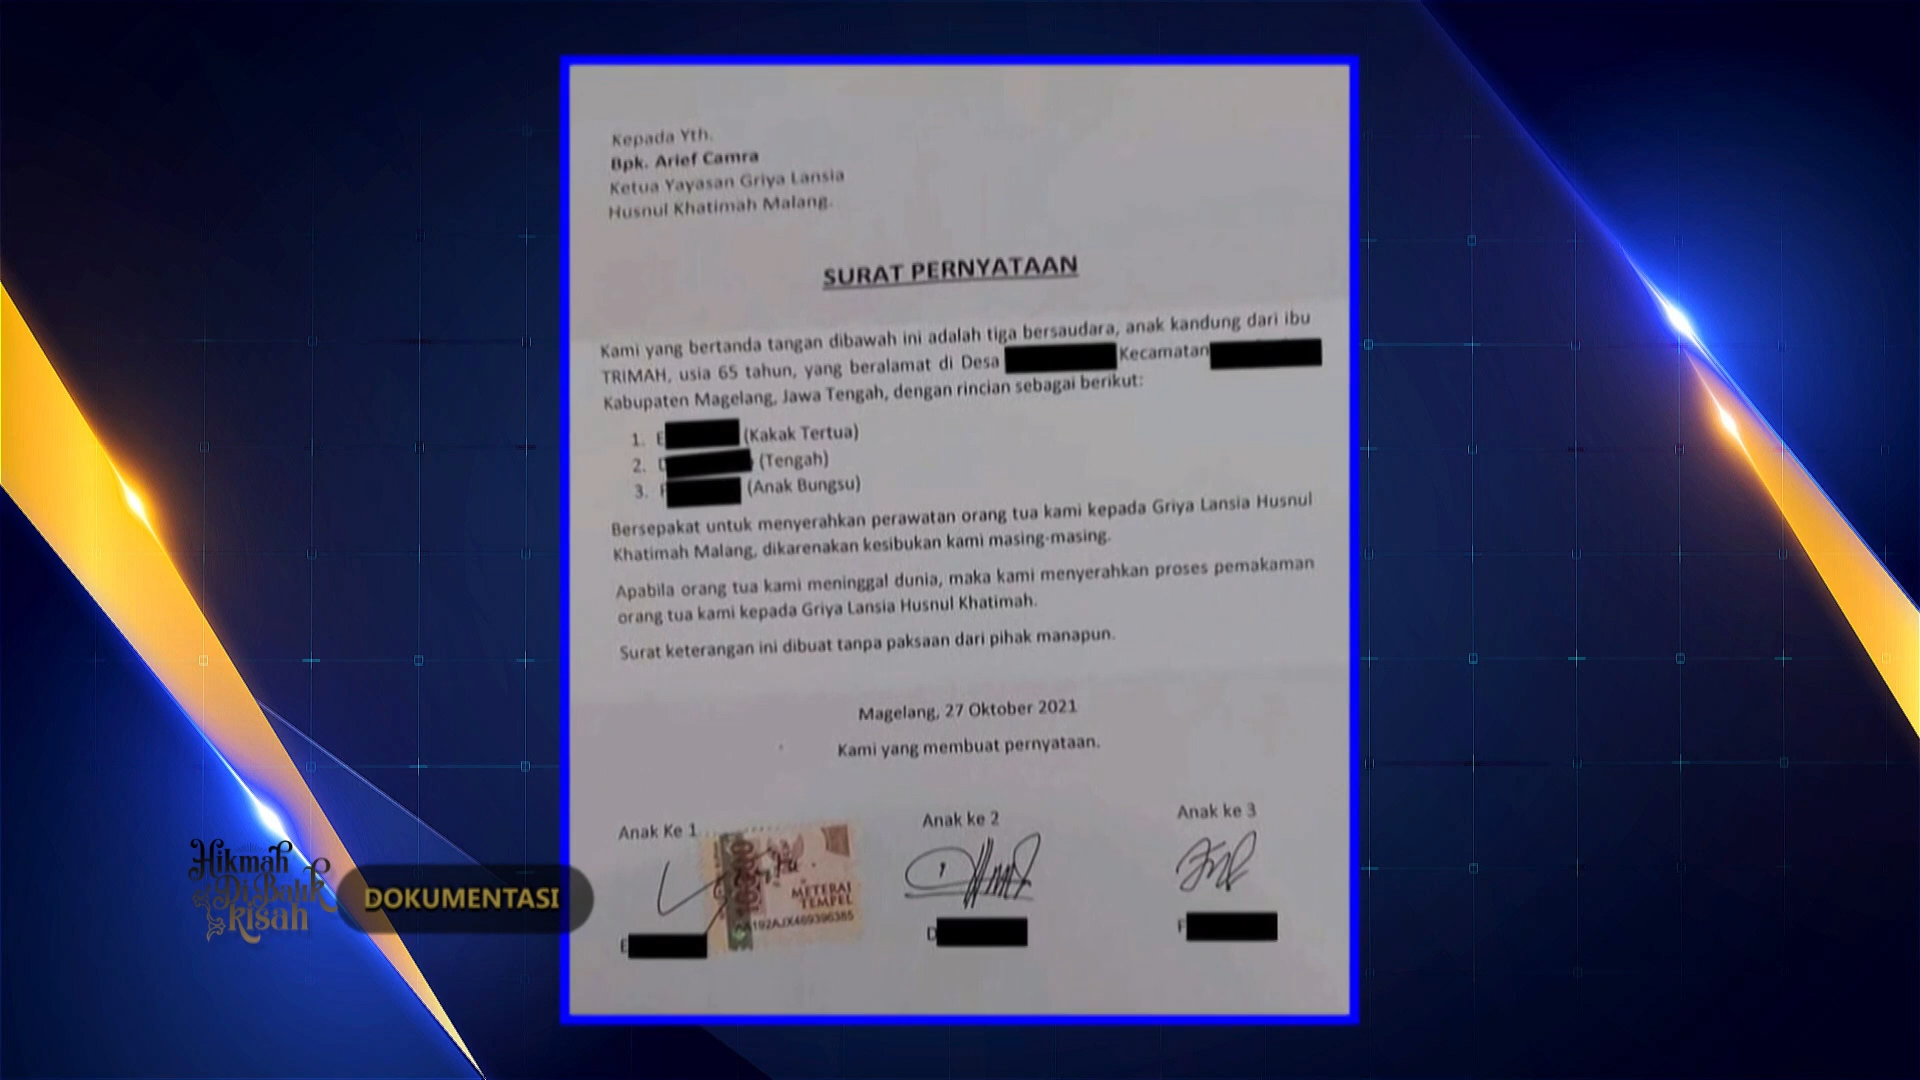 Kepada Yth.
Bpk. Arief Camra
Ketua Yayasan Griya Lansia
Husnul Khatimah Malang.
SURAT PERNYATAAN
Kami yang bertanda tangan dibawah ini adalah tiga bersaudara, anak kandung dari ibu
TRIMAH, usia 65 tahun, yang beralamat di Desa Kecamatan
Kabupaten Magelang, Jawa Tengah, dengan rincian sebagai berikut:
1. E (Kakak Tertua)
2. D (Tengah)
3. F (Anak Bungsu)
Bersepakat untuk menyerahkan perawatan orang tua kami kepada Griya Lansia Husnul
Khatimah Malang, dikarenakan kesibukan kami masing-masing.
Apabila orang tua kami meninggal dunia, maka kami menyerahkan proses pemakaman
orang tua kami kepada Griya Lansia Husnul Khatimah.
Surat keterangan ini dibuat tanpa paksaan dari pihak manapun.
Magelang, 27 Oktober 2021
Kami yang membuat pernyataan.
Anak Ke 1
Anak ke 2
Anak ke 3
10000
METERAI
TEMPEL
E
D
F
Hikmah
Di Balik
kisah
DOKUMENTASI